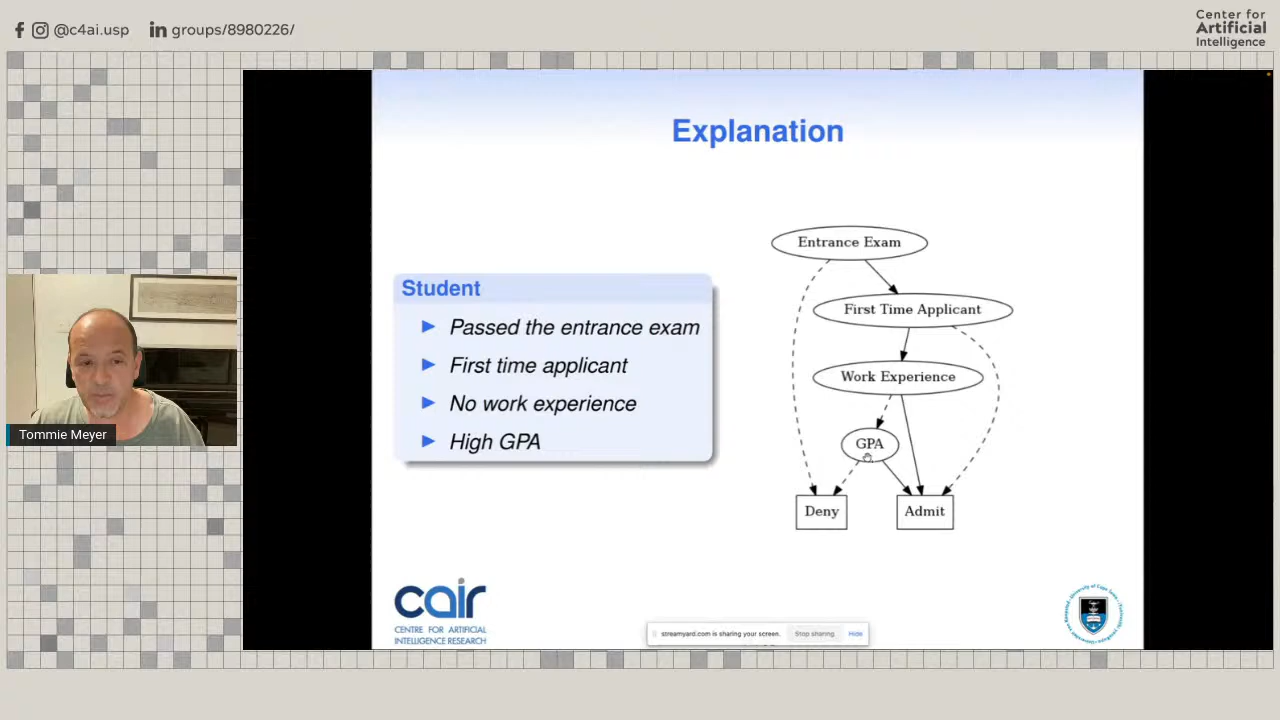 @c4ai.usp
groups/8980226/
Center for
Artificial
Intelligence
Explanation
Student
Passed the entrance exam
First time applicant
No work experience
High GPA
Entrance Exam
First Time Applicant
Work Experience
GPA
Deny
Admit
Tommie Meyer
cair
CENTRE FOR ARTIFICIAL
INTELLIGENCE RESEARCH
streamyard.com is sharing your screen.
Stop sharing
Hide